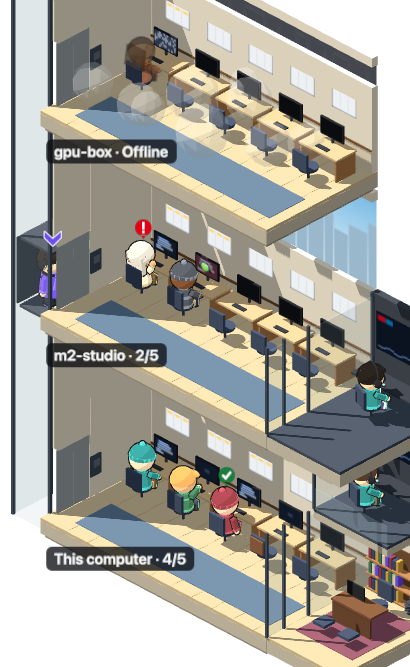 gpu-box · Offline
m2-studio · 2/5
This computer · 4/5